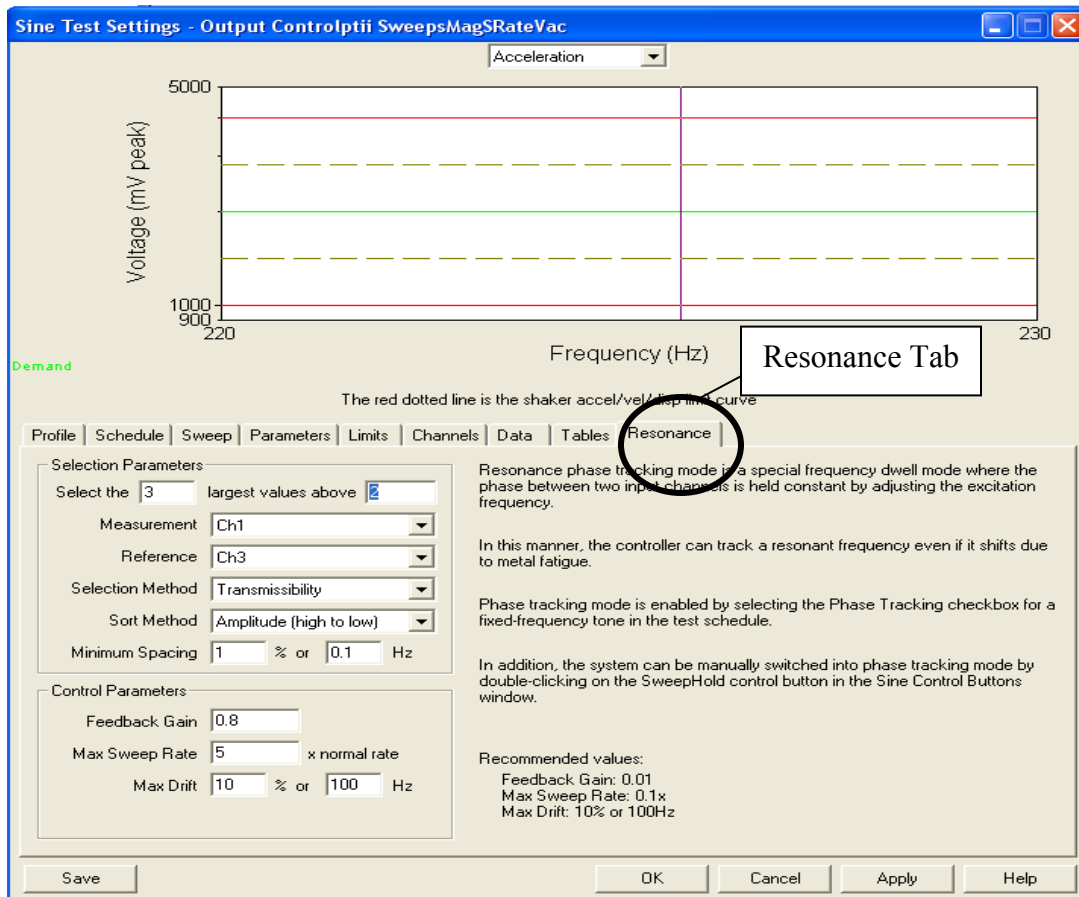 Sine Test Settings - Output Controlptii SweepsMagSRateVac
Acceleration
5000
Voltage (mV peak)
1000
900
220
230
Frequency (Hz)
Demand
Resonance Tab
The red dotted line is the shaker accel/vel/disp limit curve
Profile Schedule Sweep Parameters Limits Channels Data Tables Resonance
Selection Parameters
Select the 3 largest values above 2
Measurement Ch1
Reference Ch3
Selection Method Transmissibility
Sort Method Amplitude (high to low)
Minimum Spacing 1 % or 0.1 Hz
Control Parameters
Feedback Gain 0.8
Max Sweep Rate 5 x normal rate
Max Drift 10 % or 100 Hz
Resonance phase tracking mode is a special frequency dwell mode where the
phase between two input channels is held constant by adjusting the excitation
frequency.
In this manner, the controller can track a resonant frequency even if it shifts due
to metal fatigue.
Phase tracking mode is enabled by selecting the Phase Tracking checkbox for a
fixed-frequency tone in the test schedule.
In addition, the system can be manually switched into phase tracking mode by
double-clicking on the SweepHold control button in the Sine Control Buttons
window.
Recommended values:
Feedback Gain: 0.01
Max Sweep Rate: 0.1x
Max Drift: 10% or 100Hz
Save OK Cancel Apply Help